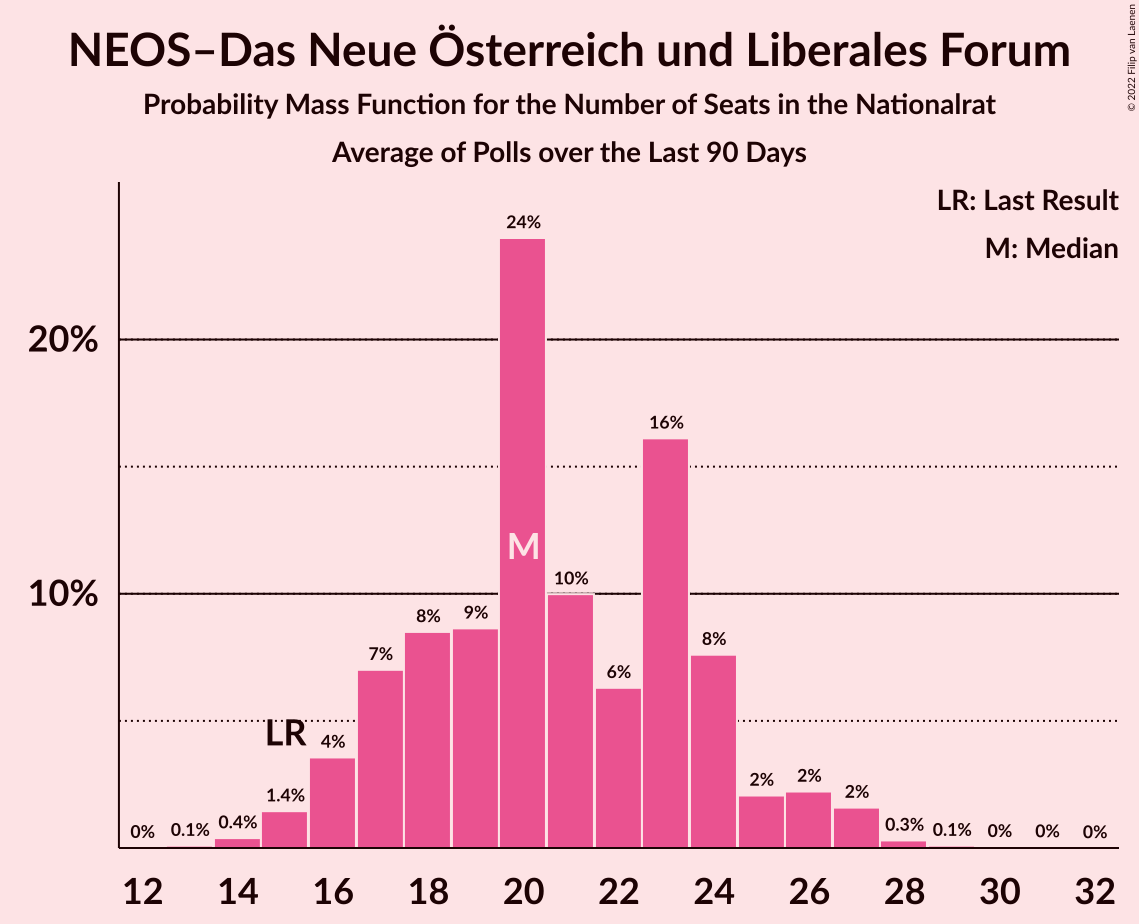 NEOS–Das Neue Österreich und Liberales Forum
Probability Mass Function for the Number of Seats in the Nationalrat
Average of Polls over the Last 90 Days
© 2022 Filip van Laenen
LR: Last Result
M: Median
20%
10%
0% 0.1% 0.4% 1.4% 4% 7% 8% 9% 24% 10% 6% 16% 8% 2% 2% 2% 0.3% 0.1% 0% 0% 0%
LR
M
12 14 16 18 20 22 24 26 28 30 32